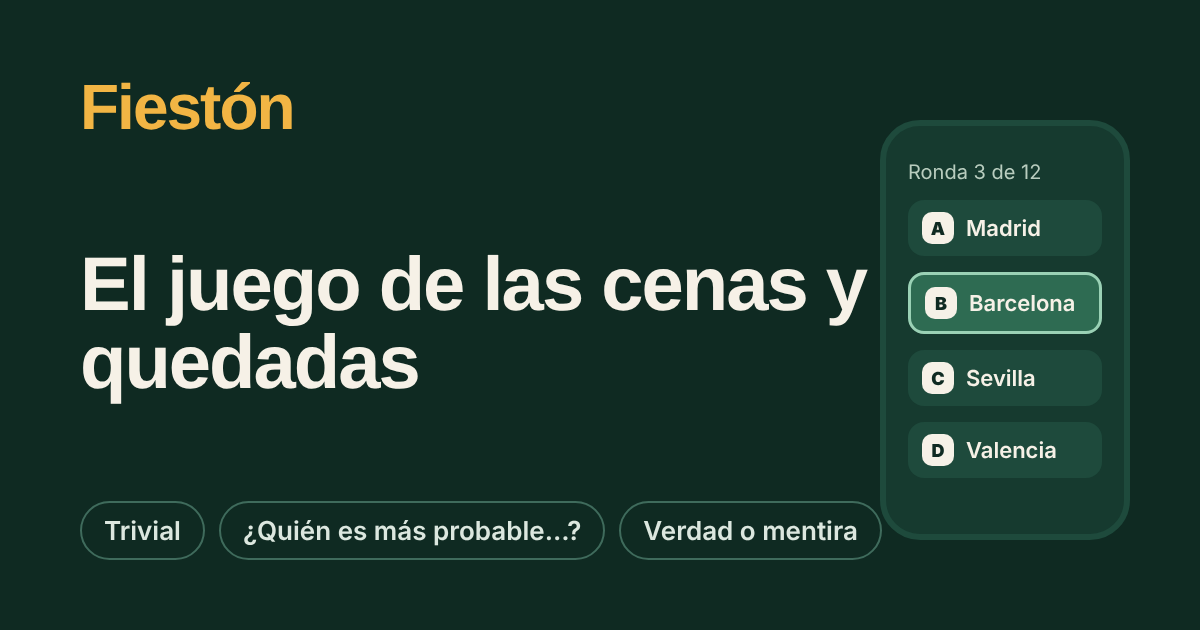 Fiestón
El juego de las cenas y
quedadas
Trivial
¿Quién es más probable…?
Verdad o mentira
Ronda 3 de 12
A Madrid
B Barcelona
C Sevilla
D Valencia